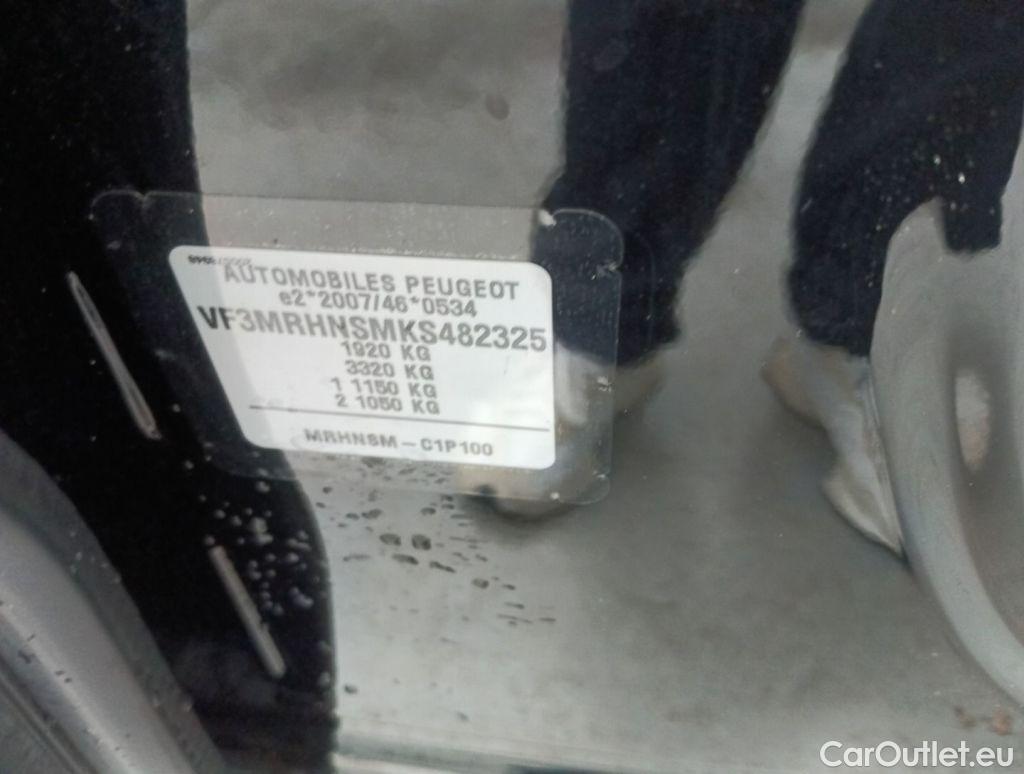 AUTOMOBILES PEUGEOT
e2*2007/46*0534
VF3MRHNSMKS482325
1920 KG
3320 KG
1 1150 KG
2 1050 KG
MRHNSM - C1P100
CarOutlet.eu